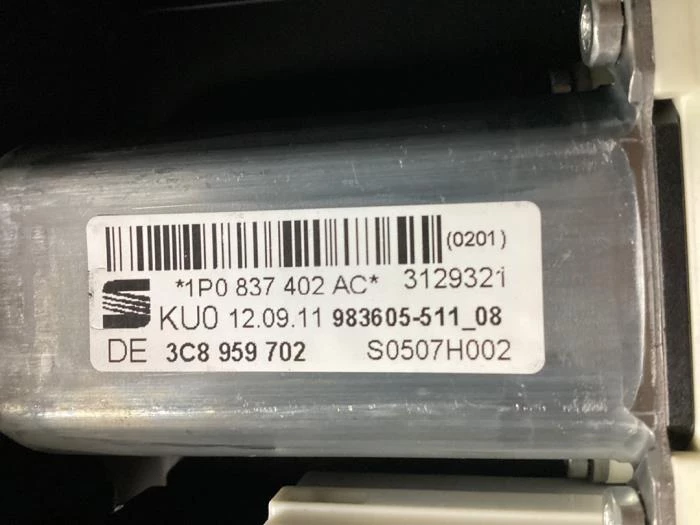 (0201)
*1P0 837 402 AC* 3129321
KU0 12.09.11 983605-511_08
DE 3C8 959 702 S0507H002